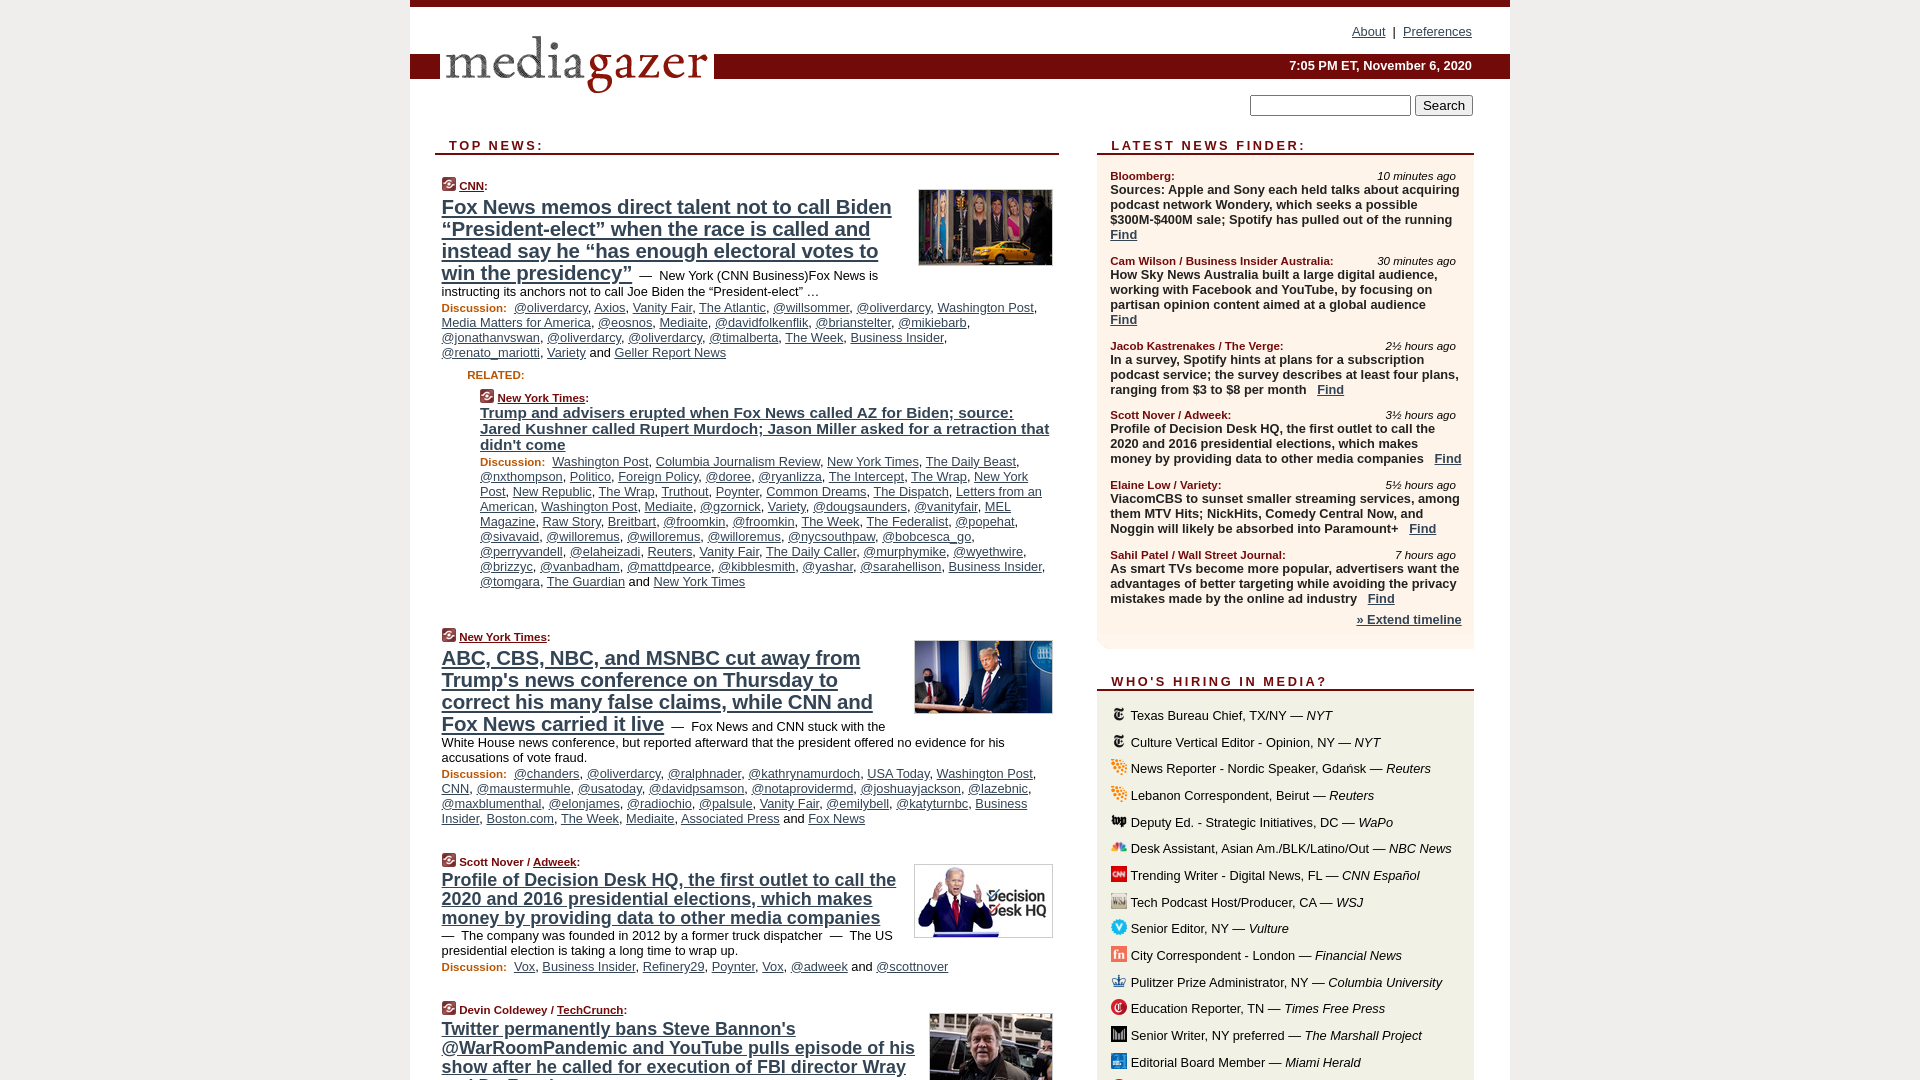 About | Preferences
mediagazer
7:05 PM ET, November 6, 2020
Search
TOP NEWS:
CNN:
Fox News memos direct talent not to call Biden
“President-elect” when the race is called and
instead say he “has enough electoral votes to
win the presidency” — New York (CNN Business)Fox News is
instructing its anchors not to call Joe Biden the “President-elect” …
Discussion: @oliverdarcy, Axios, Vanity Fair, The Atlantic, @willsommer, @oliverdarcy, Washington Post,
Media Matters for America, @eosnos, Mediaite, @davidfolkenflik, @brianstelter, @mikiebarb,
@jonathanvswan, @oliverdarcy, @oliverdarcy, @timalberta, The Week, Business Insider,
@renato_mariotti, Variety and Geller Report News
RELATED:
New York Times:
Trump and advisers erupted when Fox News called AZ for Biden; source:
Jared Kushner called Rupert Murdoch; Jason Miller asked for a retraction that
didn't come
Discussion: Washington Post, Columbia Journalism Review, New York Times, The Daily Beast,
@nxthompson, Politico, Foreign Policy, @doree, @ryanlizza, The Intercept, The Wrap, New York
Post, New Republic, The Wrap, Truthout, Poynter, Common Dreams, The Dispatch, Letters from an
American, Washington Post, Mediaite, @gzornick, Variety, @dougsaunders, @vanityfair, MEL
Magazine, Raw Story, Breitbart, @froomkin, @froomkin, The Week, The Federalist, @popehat,
@sivavaid, @willoremus, @willoremus, @willoremus, @nycsouthpaw, @bobcesca_go,
@perryvandell, @elaheizadi, Reuters, Vanity Fair, The Daily Caller, @murphymike, @wyethwire,
@brizzyc, @vanbadham, @mattdpearce, @kibblesmith, @yashar, @sarahellison, Business Insider,
@tomgara, The Guardian and New York Times
New York Times:
ABC, CBS, NBC, and MSNBC cut away from
Trump's news conference on Thursday to
correct his many false claims, while CNN and
Fox News carried it live — Fox News and CNN stuck with the
White House news conference, but reported afterward that the president offered no evidence for his
accusations of vote fraud.
Discussion: @chanders, @oliverdarcy, @ralphnader, @kathrynamurdoch, USA Today, Washington Post,
CNN, @maustermuhle, @usatoday, @davidpsamson, @notaprovidermd, @joshuayjackson, @lazebnic,
@maxblumenthal, @elonjames, @radiochio, @palsule, Vanity Fair, @emilybell, @katyturnbc, Business
Insider, Boston.com, The Week, Mediaite, Associated Press and Fox News
Scott Nover / Adweek:
Profile of Decision Desk HQ, the first outlet to call the
2020 and 2016 presidential elections, which makes
money by providing data to other media companies
— The company was founded in 2012 by a former truck dispatcher — The US
presidential election is taking a long time to wrap up.
Decision
Desk HQ
Discussion: Vox, Business Insider, Refinery29, Poynter, Vox, @adweek and @scottnover
Devin Coldewey / TechCrunch:
Twitter permanently bans Steve Bannon's
@WarRoomPandemic and YouTube pulls episode of his
show after he called for execution of FBI director Wray
LATEST NEWS FINDER:
Bloomberg: 10 minutes ago
Sources: Apple and Sony each held talks about acquiring
podcast network Wondery, which seeks a possible
$300M-$400M sale; Spotify has pulled out of the running
Find
Cam Wilson / Business Insider Australia: 30 minutes ago
How Sky News Australia built a large digital audience,
working with Facebook and YouTube, by focusing on
partisan opinion content aimed at a global audience
Find
Jacob Kastrenakes / The Verge: 2½ hours ago
In a survey, Spotify hints at plans for a subscription
podcast service; the survey describes at least four plans,
ranging from $3 to $8 per month Find
Scott Nover / Adweek: 3½ hours ago
Profile of Decision Desk HQ, the first outlet to call the
2020 and 2016 presidential elections, which makes
money by providing data to other media companies Find
Elaine Low / Variety: 5½ hours ago
ViacomCBS to sunset smaller streaming services, among
them MTV Hits; NickHits, Comedy Central Now, and
Noggin will likely be absorbed into Paramount+ Find
Sahil Patel / Wall Street Journal: 7 hours ago
As smart TVs become more popular, advertisers want the
advantages of better targeting while avoiding the privacy
mistakes made by the online ad industry Find
» Extend timeline
WHO'S HIRING IN MEDIA?
Texas Bureau Chief, TX/NY — NYT
Culture Vertical Editor - Opinion, NY — NYT
News Reporter - Nordic Speaker, Gdańsk — Reuters
Lebanon Correspondent, Beirut — Reuters
Deputy Ed. - Strategic Initiatives, DC — WaPo
Desk Assistant, Asian Am./BLK/Latino/Out — NBC News
Trending Writer - Digital News, FL — CNN Español
Tech Podcast Host/Producer, CA — WSJ
Senior Editor, NY — Vulture
City Correspondent - London — Financial News
Pulitzer Prize Administrator, NY — Columbia University
Education Reporter, TN — Times Free Press
Senior Writer, NY preferred — The Marshall Project
Editorial Board Member — Miami Herald